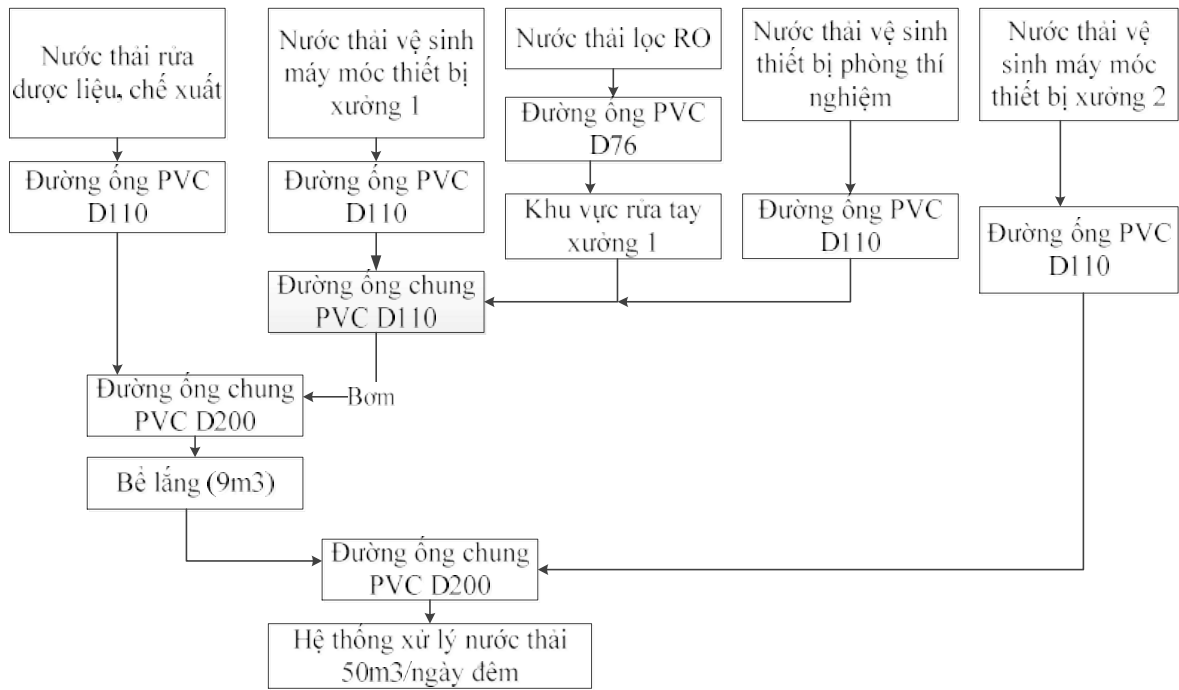 Nước thải rửa
dược liệu, chế xuất
Nước thải vệ sinh
máy móc thiết bị
xưởng 1
Nước thải lọc RO
Nước thải vệ sinh
thiết bị phòng thí
nghiệm
Nước thải vệ
sinh máy móc
thiết bị xưởng 2
Đường ống PVC
D110
Đường ống PVC
D110
Đường ống PVC
D76
Khu vực rửa tay
xưởng 1
Đường ống PVC
D110
Đường ống PVC
D110
Đường ống chung
PVC D110
Bơm
Đường ống chung
PVC D200
Bể lắng (9m3)
Đường ống chung
PVC D200
Hệ thống xử lý nước thải
50m3/ngày đêm